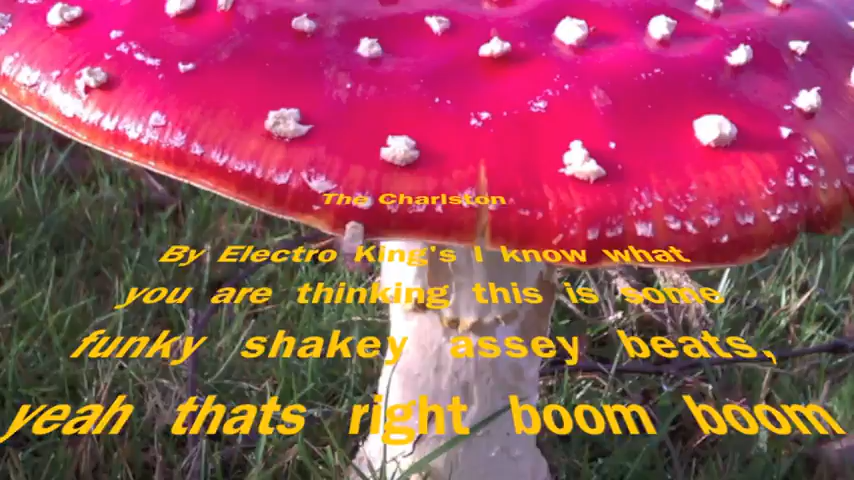 The Charlston
By Electro King's I know what
you are thinking this is some
funky shakey assey beats,
yeah thats right boom boom